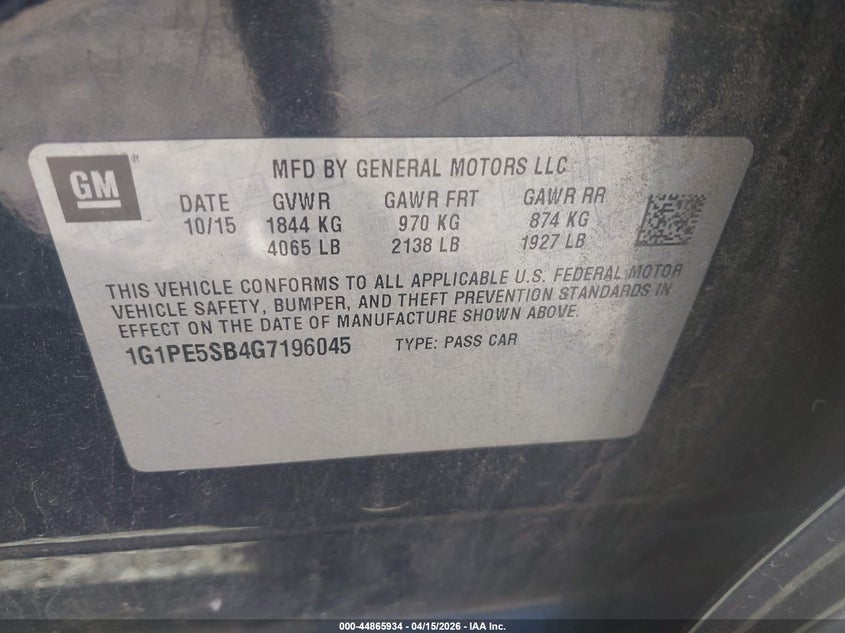 GM
MFD BY GENERAL MOTORS LLC
DATE GVWR GAWR FRT GAWR RR
10/15 1844 KG 970 KG 874 KG
4065 LB 2138 LB 1927 LB
THIS VEHICLE CONFORMS TO ALL APPLICABLE U.S. FEDERAL MOTOR
VEHICLE SAFETY, BUMPER, AND THEFT PREVENTION STANDARDS IN
EFFECT ON THE DATE OF MANUFACTURE SHOWN ABOVE.
1G1PE5SB4G7196045 TYPE: PASS CAR
000-44865934 - 04/15/2026 - IAA Inc.